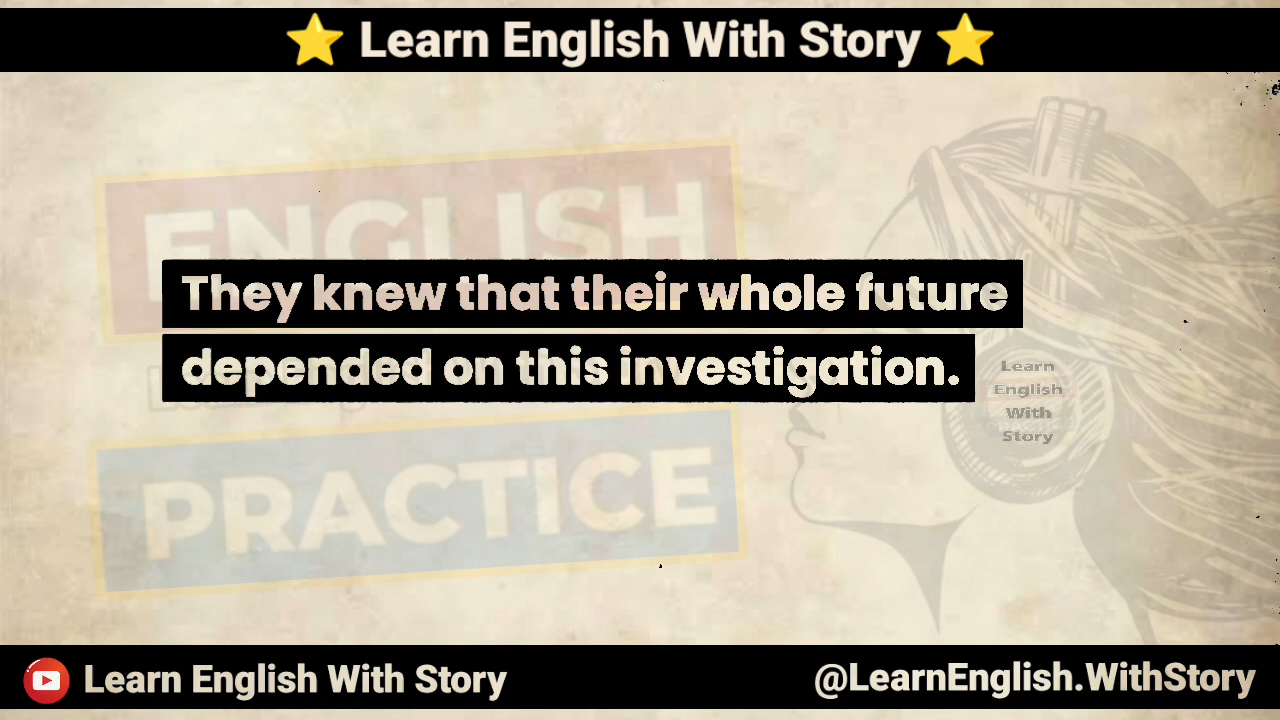 Learn English With Story
ENGLISH
They knew that their whole future
depended on this investigation.
Learn
English
With
Story
PRACTICE
Learn English With Story
@LearnEnglish.WithStory